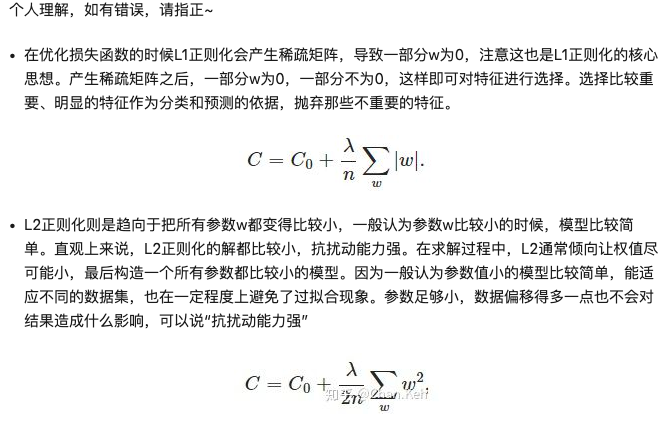 个人理解，如有错误，请指正~
• 在优化损失函数的时候L1正则化会产生稀疏矩阵，导致一部分w为0，注意这也是L1正则化的核心
思想。产生稀疏矩阵之后，一部分w为0，一部分不为0，这样即可对特征进行选择。选择比较重
要、明显的特征作为分类和预测的依据，抛弃那些不重要的特征。
C = C₀ + λ/n ∑_w |w|.
• L2正则化则是趋向于把所有参数w都变得比较小，一般认为参数w比较小的时候，模型比较简
单。直观上来说，L2正则化的解都比较小，抗扰动能力强。在求解过程中，L2通常倾向让权值尽
可能小，最后构造一个所有参数都比较小的模型。因为一般认为参数值小的模型比较简单，能适
应不同的数据集，也在一定程度上避免了过拟合现象。参数足够小，数据偏移得多一点也不会对
结果造成什么影响，可以说“抗扰动能力强”
C = C₀ + λ/2n ∑_w w²,
知乎